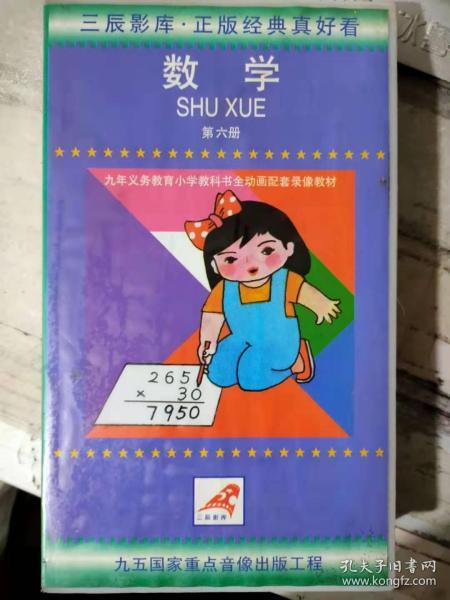 三辰影库·正版经典真好看
数 学
SHU XUE
第六册
九年义务教育小学教科书全动画配套录像教材
265
× 30
7950
三辰影库
九五国家重点音像出版工程
孔夫子旧书网